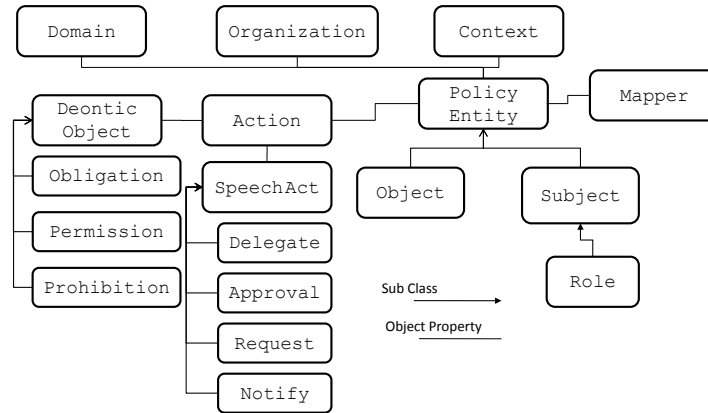 Domain
Organization
Context
Deontic
Object
Action
Policy
Entity
Mapper
Obligation
SpeechAct
Object
Subject
Permission
Delegate
Prohibition
Approval
Sub Class
Role
Object Property
Request
Notify